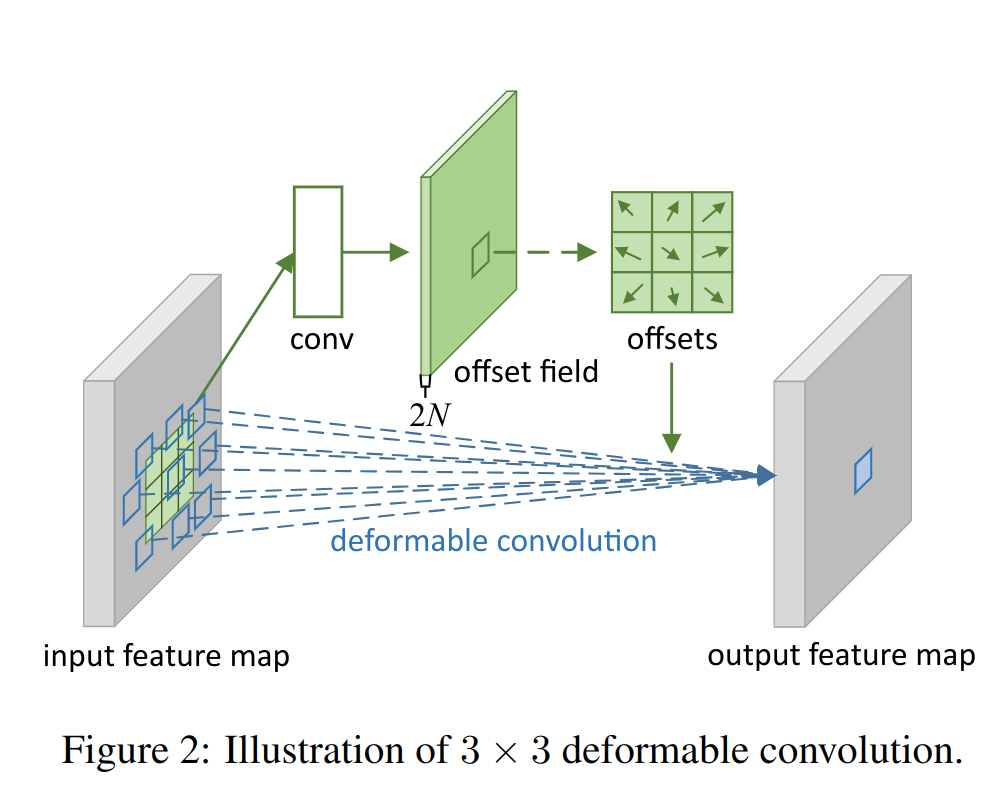 conv
offsets
offset field
2N
deformable convolution
input feature map
output feature map
Figure 2: Illustration of 3 × 3 deformable convolution.